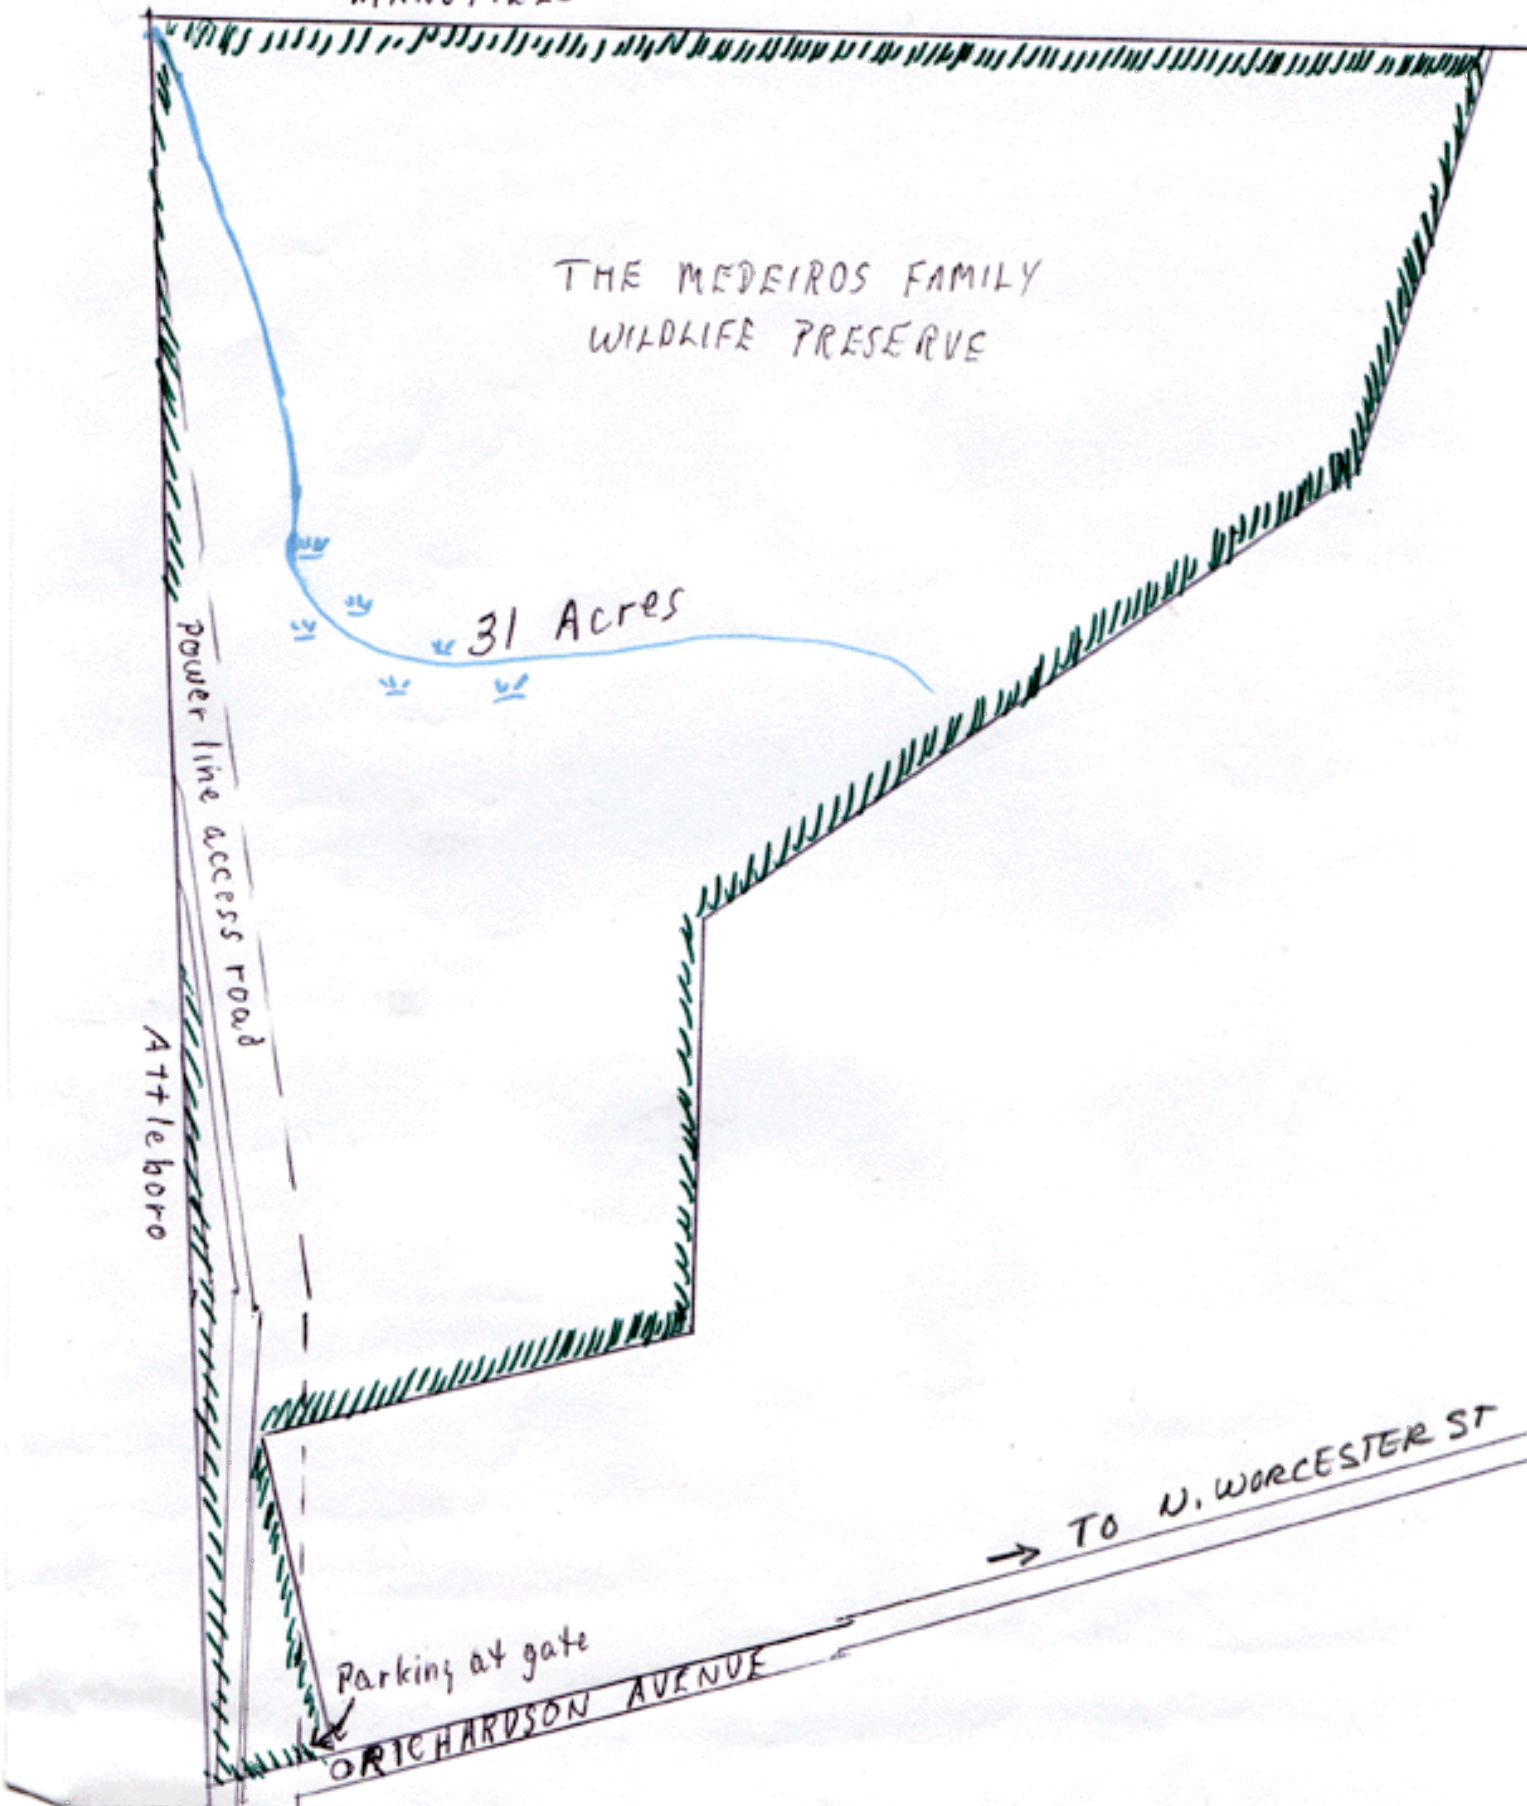 THE MEDEIROS FAMILY
WILDLIFE PRESERVE
31 Acres
power line access road
Attleboro
TO N. WORCESTER ST
Parking at gate
RICHARDSON AVENUE